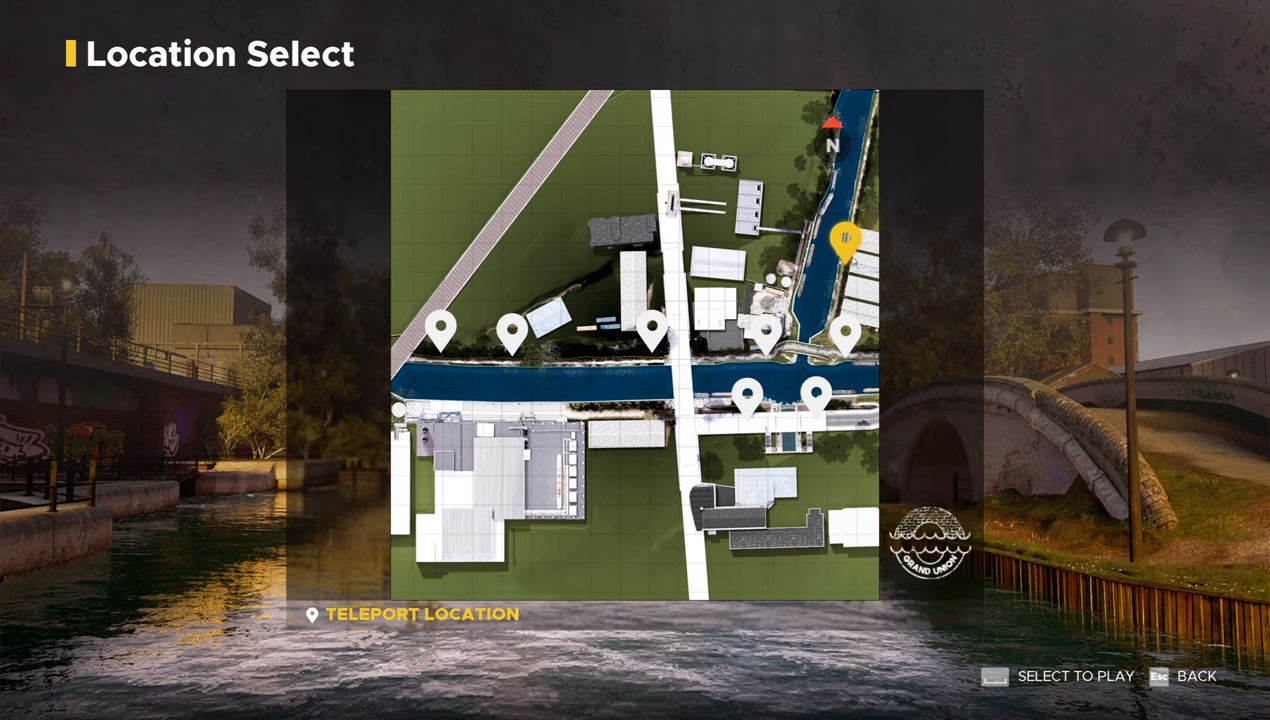 Location Select
N
GRAND UNION
TELEPORT LOCATION
SELECT TO PLAY
Esc
BACK